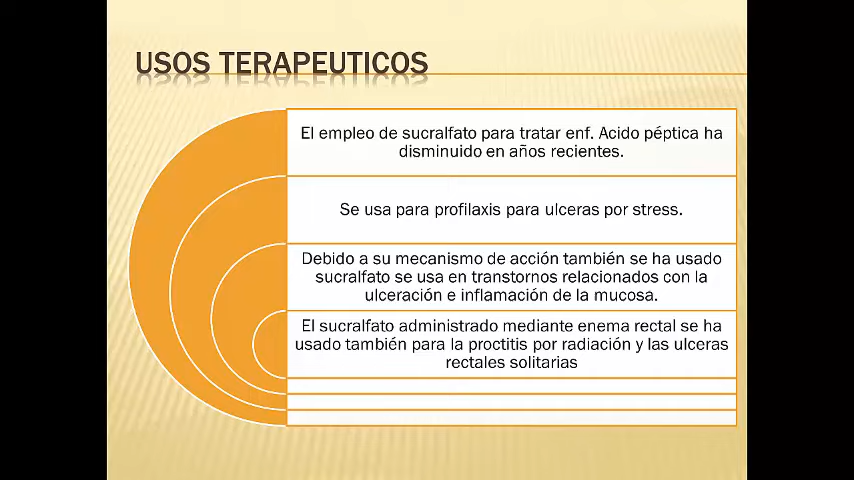 USOS TERAPEUTICOS
El empleo de sucralfato para tratar enf. Acido péptica ha
disminuido en años recientes.
Se usa para profilaxis para ulceras por stress.
Debido a su mecanismo de acción también se ha usado
sucralfato se usa en transtornos relacionados con la
ulceración e inflamación de la mucosa.
El sucralfato administrado mediante enema rectal se ha
usado también para la proctitis por radiación y las ulceras
rectales solitarias